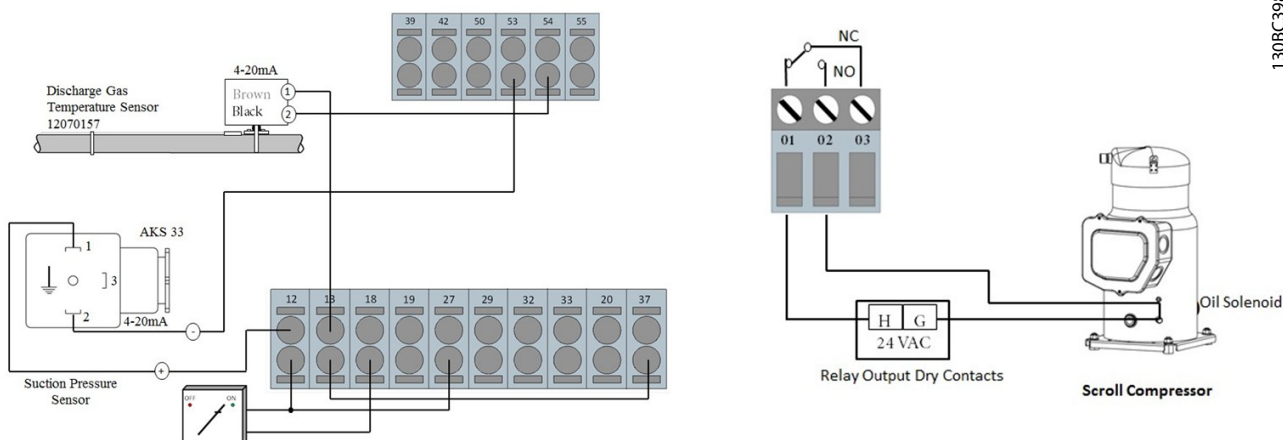 39 42 50 53 54 55
4-20mA
Brown
Black
1
2
Discharge Gas
Temperature Sensor
12070157
AKS 33
1
3
2
4-20mA
-
+
Suction Pressure
Sensor
12 13 18 19 27 29 32 33 20 37
OFF ON
NC
NO
01 02 03
H G
24 VAC
Relay Output Dry Contacts
Oil Solenoid
Scroll Compressor